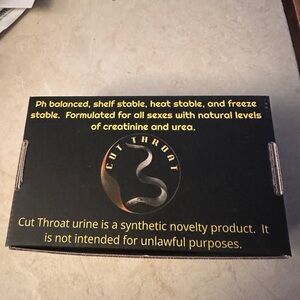 Ph balanced, shelf stable, heat stable, and freeze
stable. Formulated for all sexes with natural levels
of creatinine and urea.
CUT THROAT
Cut Throat urine is a synthetic novelty product. It
is not intended for unlawful purposes.